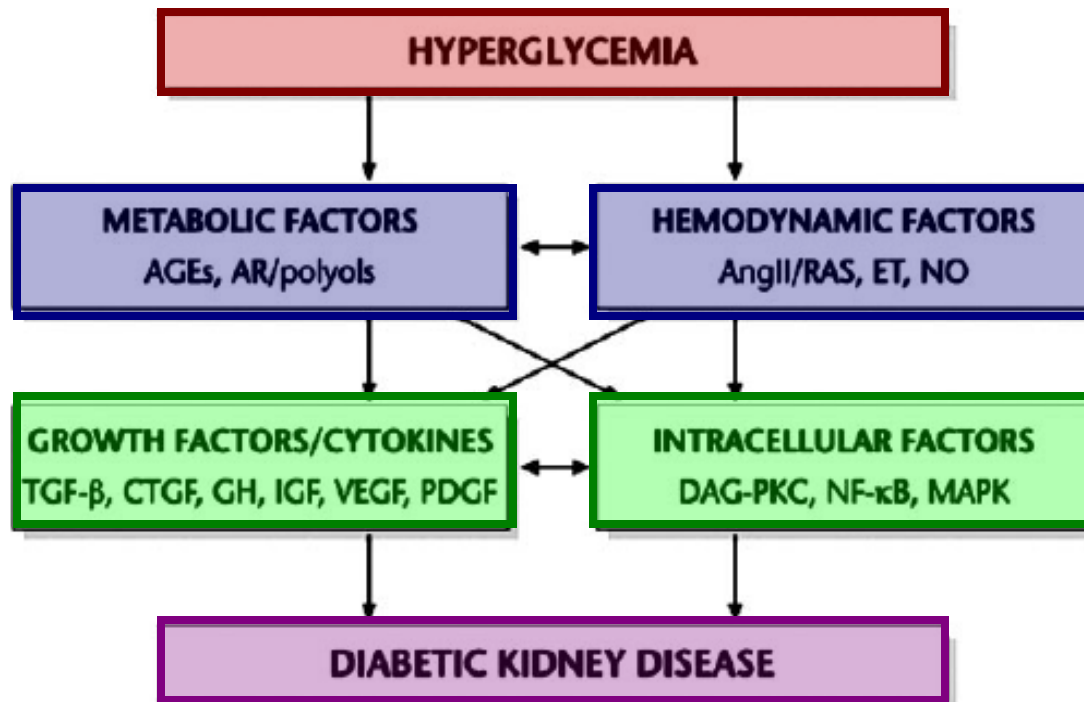 HYPERGLYCEMIA
METABOLIC FACTORS
AGEs, AR/polyols
HEMODYNAMIC FACTORS
AngII/RAS, ET, NO
GROWTH FACTORS/CYTOKINES
TGF-β, CTGF, GH, IGF, VEGF, PDGF
INTRACELLULAR FACTORS
DAG-PKC, NF-κB, MAPK
DIABETIC KIDNEY DISEASE